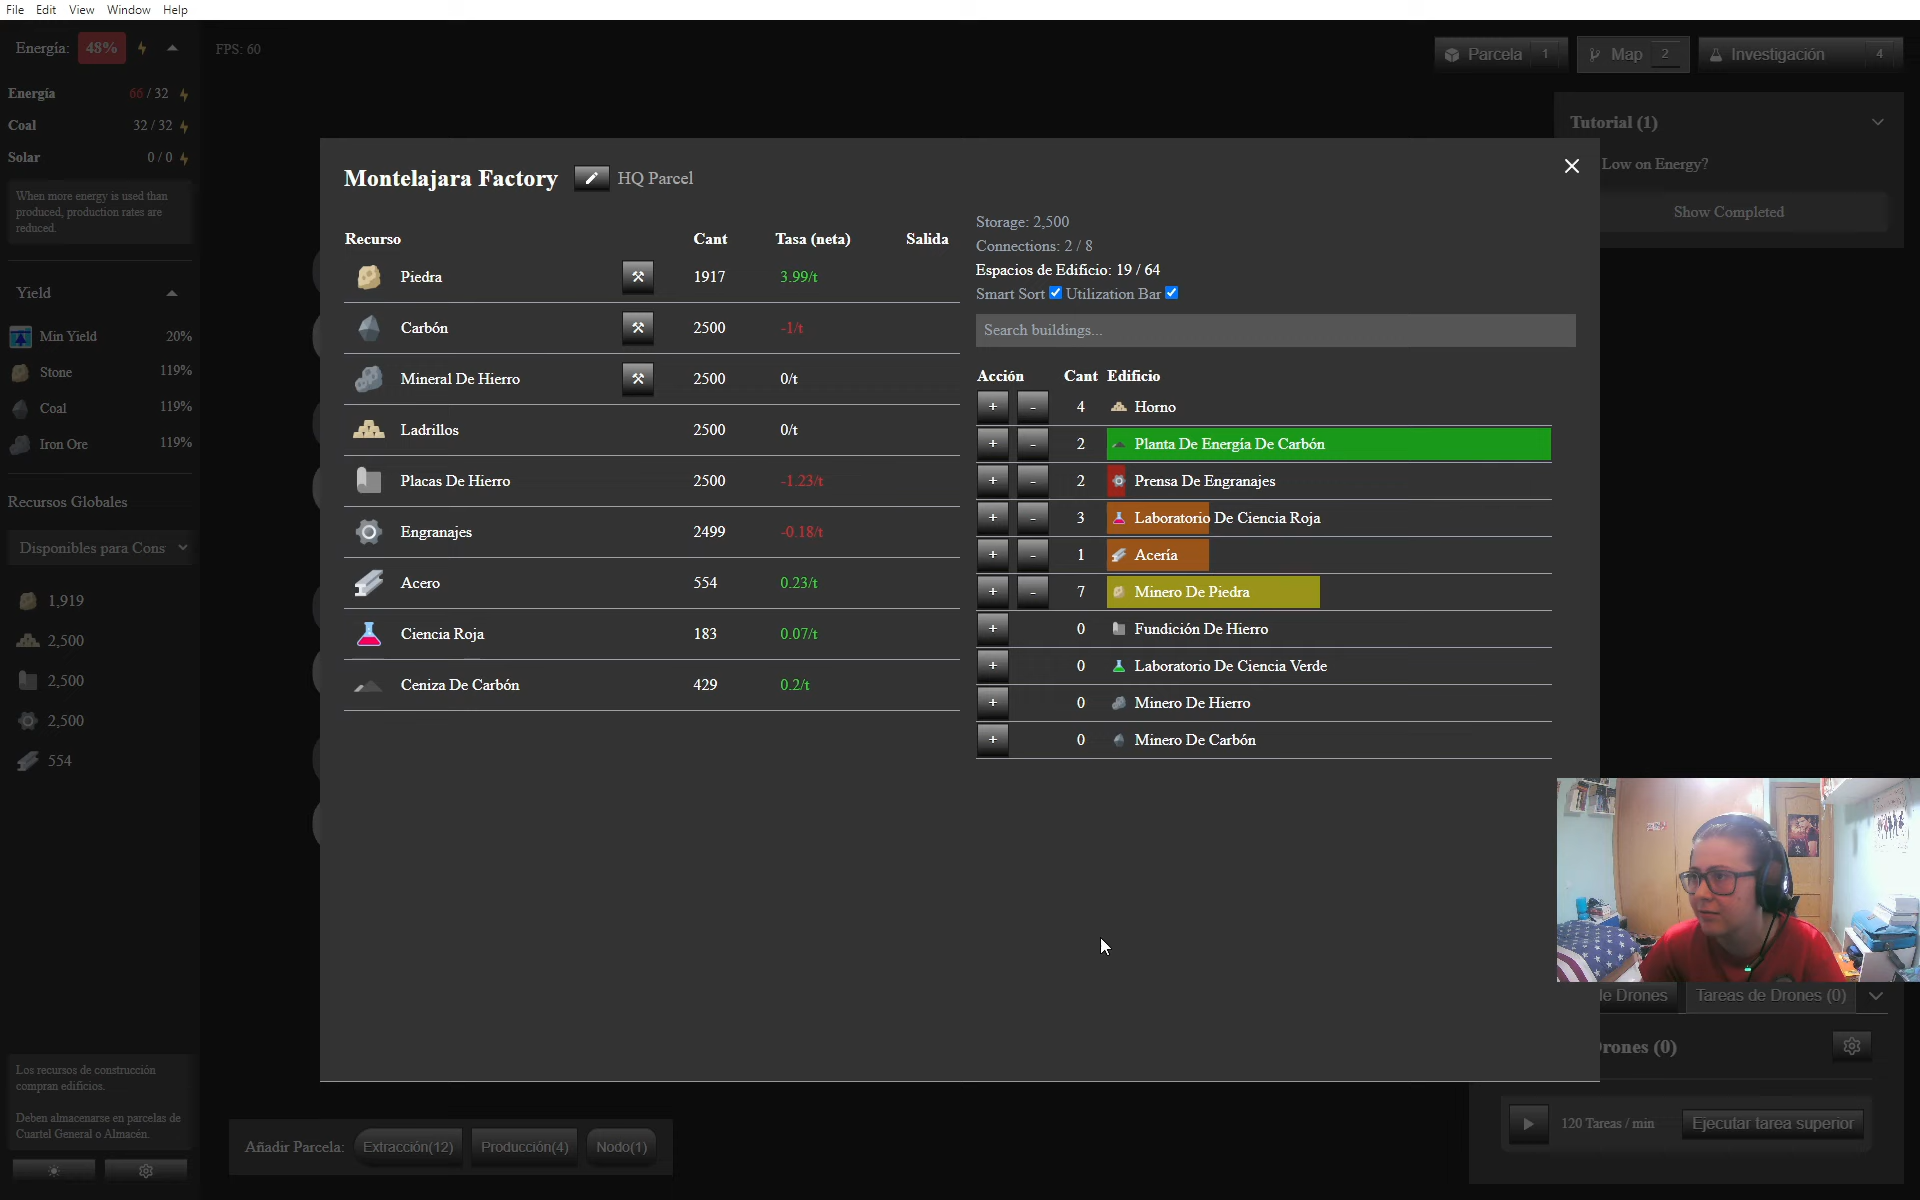 File Edit View Window Help
Energía: 48%
FPS: 60
Parcela 1
Map 2
Investigación 4
Energía 66 / 32
Coal 32 / 32
Solar 0 / 0
When more energy is used than
produced, production rates are
reduced.
Yield
Min Yield 20%
Stone 119%
Coal 119%
Iron Ore 119%
Recursos Globales
Disponibles para Cons
1,919
2,500
2,500
2,500
554
Los recursos de construcción
compran edificios.
Deben almacenarse en parcelas de
Cuartel General o Almacén.
Montelajara Factory HQ Parcel
Recurso Cant Tasa (neta) Salida
Piedra 1917 3.99/t
Carbón 2500 -1/t
Mineral De Hierro 2500 0/t
Ladrillos 2500 0/t
Placas De Hierro 2500 -1.23/t
Engranajes 2499 -0.18/t
Acero 554 0.23/t
Ciencia Roja 183 0.07/t
Ceniza De Carbón 429 0.2/t
Storage: 2,500
Connections: 2 / 8
Espacios de Edificio: 19 / 64
Smart Sort Utilization Bar
Search buildings...
Acción Cant Edificio
+ - 4 Horno
+ - 2 Planta De Energía De Carbón
+ - 2 Prensa De Engranajes
+ - 3 Laboratorio De Ciencia Roja
+ - 1 Acería
+ - 7 Minero De Piedra
+ 0 Fundición De Hierro
+ 0 Laboratorio De Ciencia Verde
+ 0 Minero De Hierro
+ 0 Minero De Carbón
Tutorial (1)
Low on Energy?
Show Completed
de Drones
Tareas de Drones (0)
Drones (0)
120 Tareas / min
Ejecutar tarea superior
Añadir Parcela: Extracción(12) Producción(4) Nodo(1)